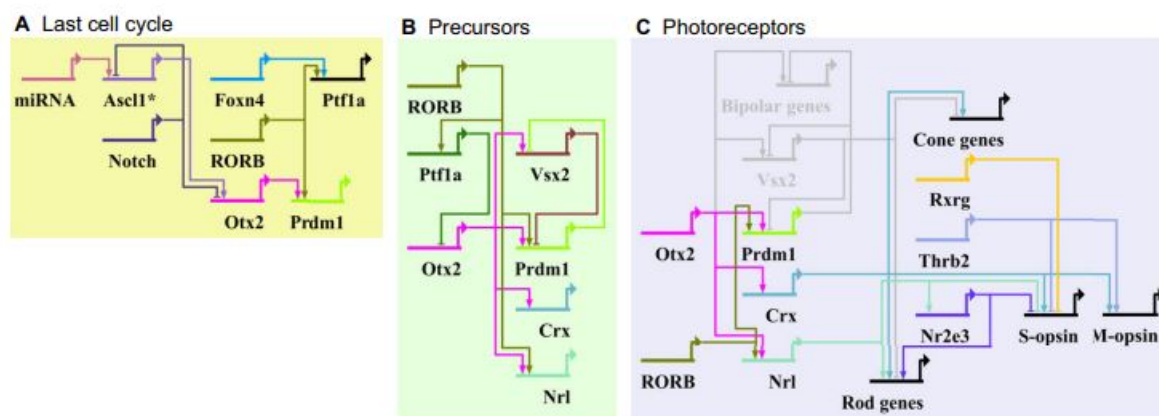 A Last cell cycle
miRNA
Ascl1*
Foxn4
Ptf1a
Notch
RORB
Otx2
Prdm1
B Precursors
RORB
Ptf1a
Vsx2
Otx2
Prdm1
Crx
Nrl
C Photoreceptors
Bipolar genes
Cone genes
Vsx2
Rxrg
Otx2
Prdm1
Thrb2
Crx
Nr2e3
S-opsin
M-opsin
RORB
Nrl
Rod genes